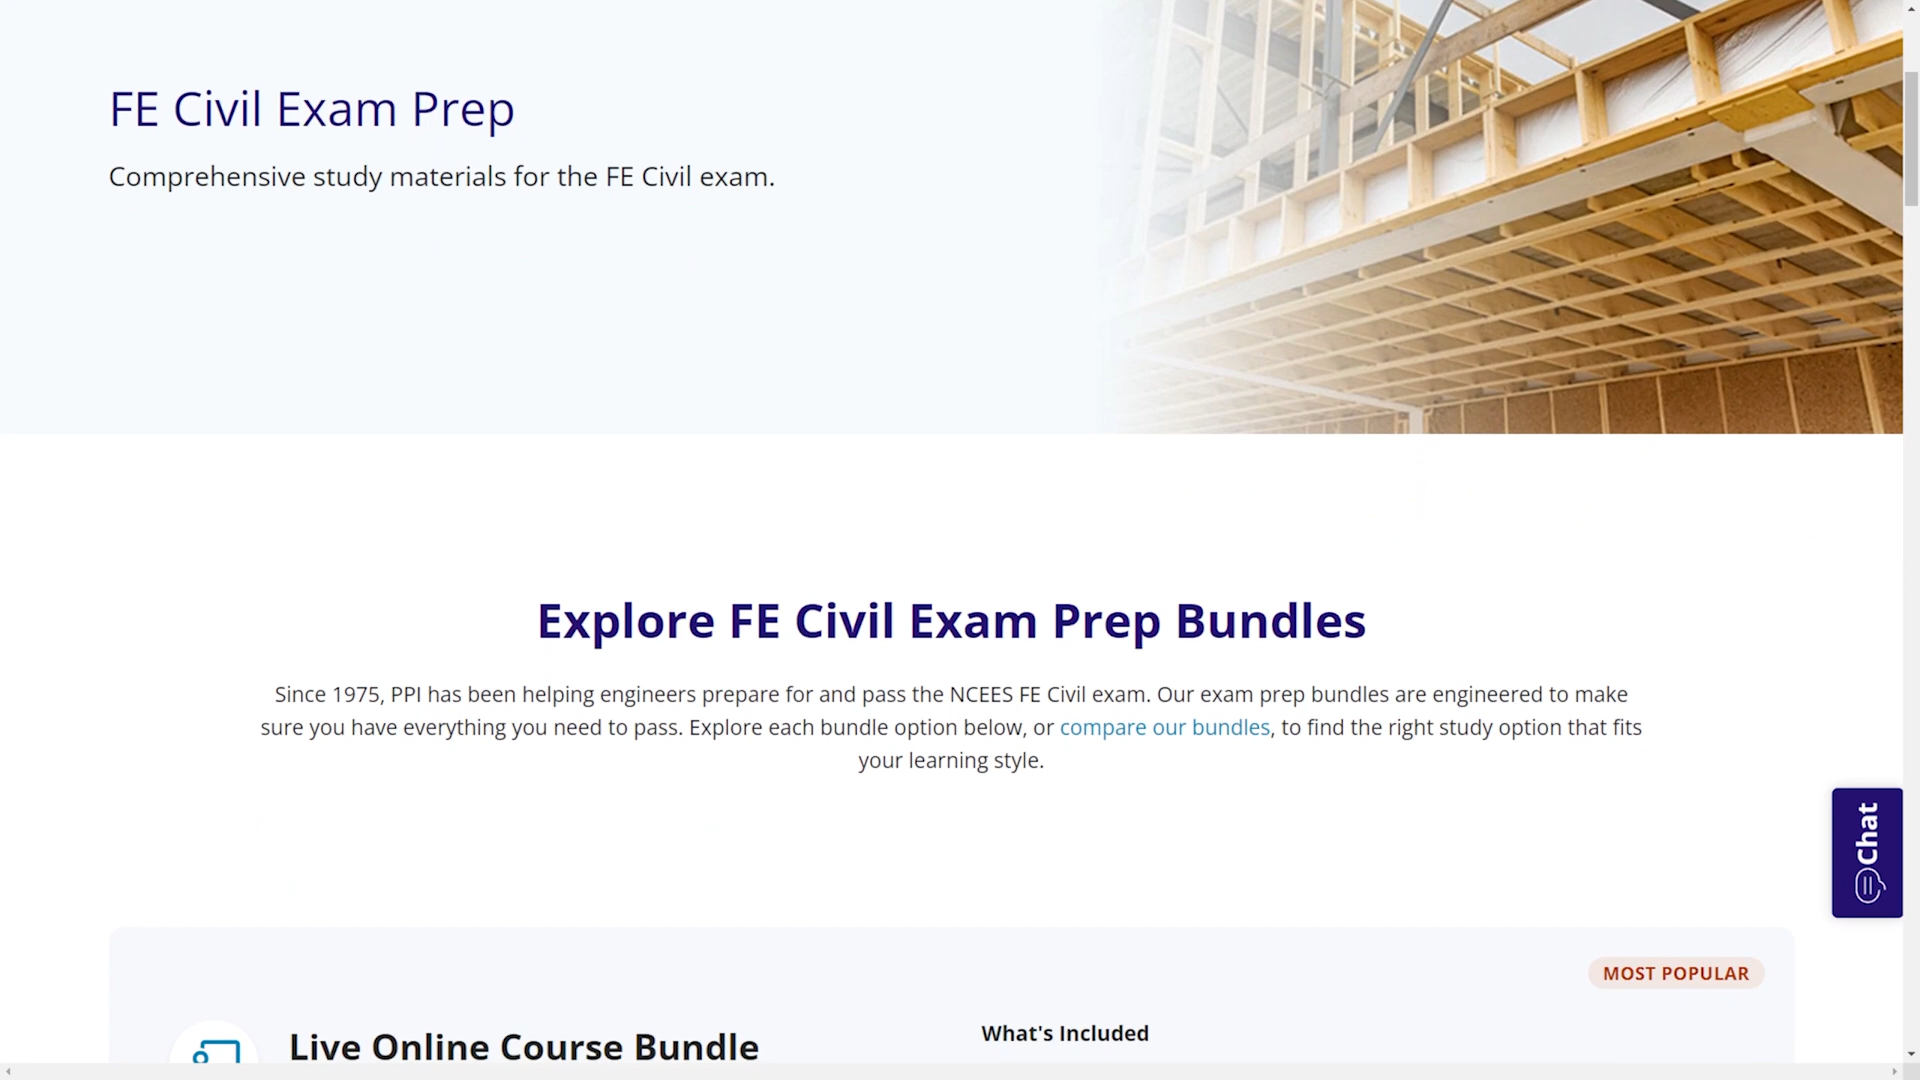 FE Civil Exam Prep
Comprehensive study materials for the FE Civil exam.
Explore FE Civil Exam Prep Bundles
Since 1975, PPI has been helping engineers prepare for and pass the NCEES FE Civil exam. Our exam prep bundles are engineered to make
sure you have everything you need to pass. Explore each bundle option below, or compare our bundles, to find the right study option that fits
your learning style.
Chat
MOST POPULAR
Live Online Course Bundle
What's Included